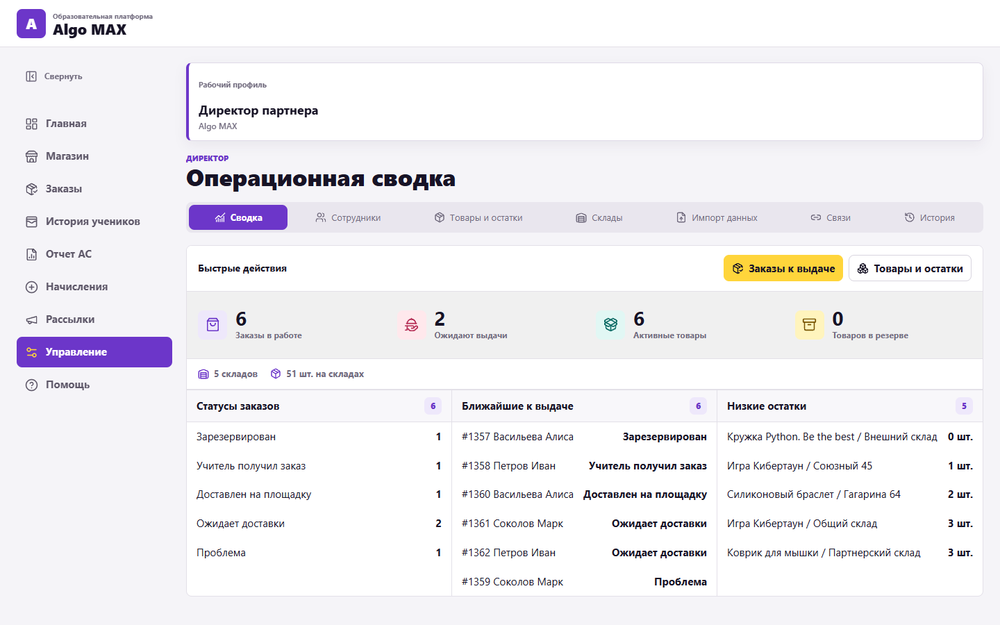 A
Образовательная платформа
Algo MAX
Свернуть
Главная
Магазин
Заказы
История учеников
Отчет АС
Начисления
Рассылки
Управление
Помощь
Рабочий профиль
Директор партнера
Algo MAX
ДИРЕКТОР
Операционная сводка
Сводка
Сотрудники
Товары и остатки
Склады
Импорт данных
Связи
История
Быстрые действия
Заказы к выдаче
Товары и остатки
6
Заказы в работе
2
Ожидают выдачи
6
Активные товары
0
Товаров в резерве
5 складов
51 шт. на складах
Статусы заказов 6
Зарезервирован 1
Учитель получил заказ 1
Доставлен на площадку 1
Ожидает доставки 2
Проблема 1
Ближайшие к выдаче 6
#1357 Васильева Алиса Зарезервирован
#1358 Петров Иван Учитель получил заказ
#1360 Васильева Алиса Доставлен на площадку
#1361 Соколов Марк Ожидает доставки
#1362 Петров Иван Ожидает доставки
#1359 Соколов Марк Проблема
Низкие остатки 5
Кружка Python. Be the best / Внешний склад 0 шт.
Игра Кибертаун / Союзный 45 1 шт.
Силиконовый браслет / Гагарина 64 2 шт.
Игра Кибертаун / Общий склад 3 шт.
Коврик для мышки / Партнерский склад 3 шт.